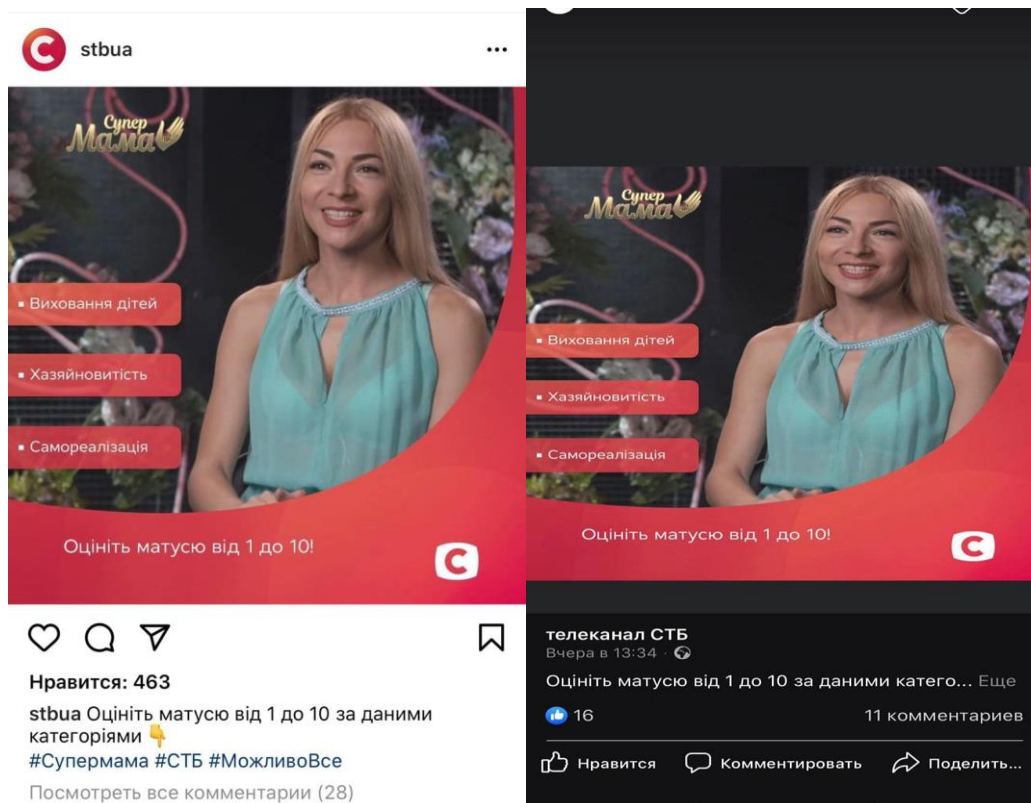 stbua
Супер
Мама
▪ Виховання дітей
▪ Хазяйновитість
▪ Самореалізація
Оцініть матусю від 1 до 10!
Нравится: 463
stbua Оцініть матусю від 1 до 10 за даними
категоріями 👇
#Супермама #СТБ #МожливоВсе
Посмотреть все комментарии (28)
Супер
Мама
▪ Виховання дітей
▪ Хазяйновитість
▪ Самореалізація
Оцініть матусю від 1 до 10!
телеканал СТБ
Вчера в 13:34 ·
Оцініть матусю від 1 до 10 за даними катего... Еще
16
11 комментариев
Нравится
Комментировать
Поделить...